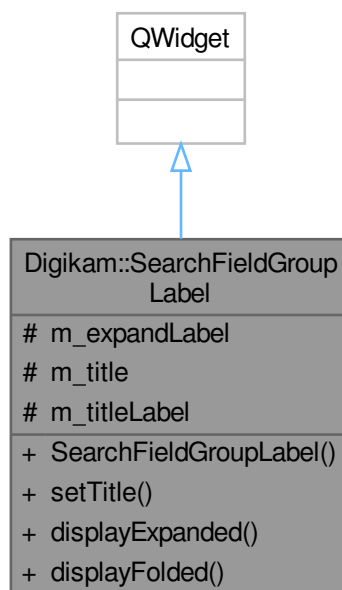 QWidget
Digikam::SearchFieldGroup
Label
# m_expandLabel
# m_title
# m_titleLabel
+ SearchFieldGroupLabel()
+ setTitle()
+ displayExpanded()
+ displayFolded()